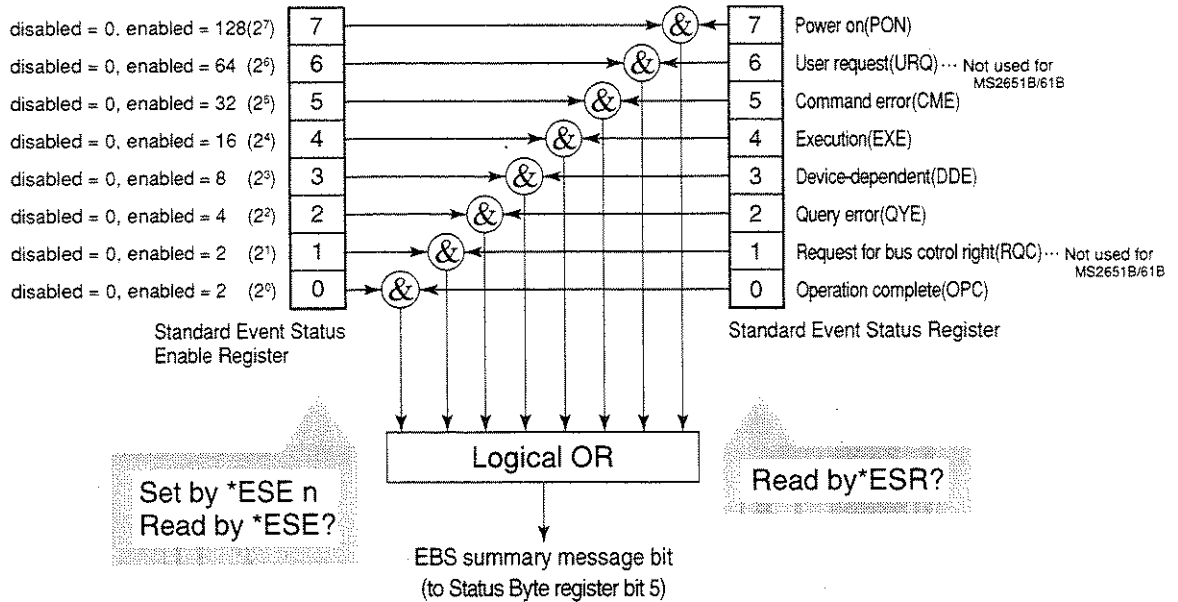 disabled = 0. enabled = 128(2⁷) 7 & 7 Power on(PON)
disabled = 0, enabled = 64 (2⁶) 6 & 6 User request(URQ)··· Not used for
MS2651B/61B
disabled = 0, enabled = 32 (2⁵) 5 & 5 Command error(CME)
disabled = 0, enabled = 16 (2⁴) 4 & 4 Execution(EXE)
disabled = 0, enabled = 8 (2³) 3 & 3 Device-dependent(DDE)
disabled = 0, enabled = 4 (2²) 2 & 2 Query error(QYE)
disabled = 0, enabled = 2 (2¹) 1 & 1 Request for bus cotrol right(RQC)··· Not used for
MS2651B/61B
disabled = 0, enabled = 2 (2⁰) 0 & 0 Operation complete(OPC)
Standard Event Status
Enable Register
Standard Event Status Register
Logical OR
Set by *ESE n
Read by *ESE?
Read by*ESR?
EBS summary message bit
(to Status Byte register bit 5)